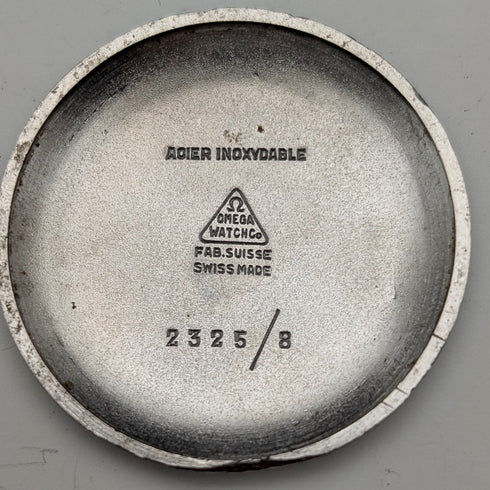 ACIER INOXYDABLE
Ω
OMEGA
WATCH Co
FAB. SUISSE
SWISS MADE
2325/8